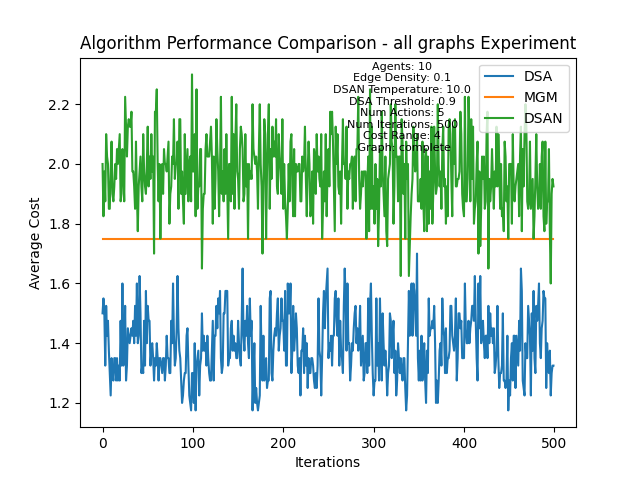 Algorithm Performance Comparison - all graphs Experiment
Agents: 10
Edge Density: 0.1
DSAN Temperature: 10.0
DSA Threshold: 0.9
Num Actions: 5
Num Iterations: 500
Cost Range: 4
Graph: complete
DSA
MGM
DSAN
Average Cost
2.2
2.0
1.8
1.6
1.4
1.2
0
100
200
300
400
500
Iterations